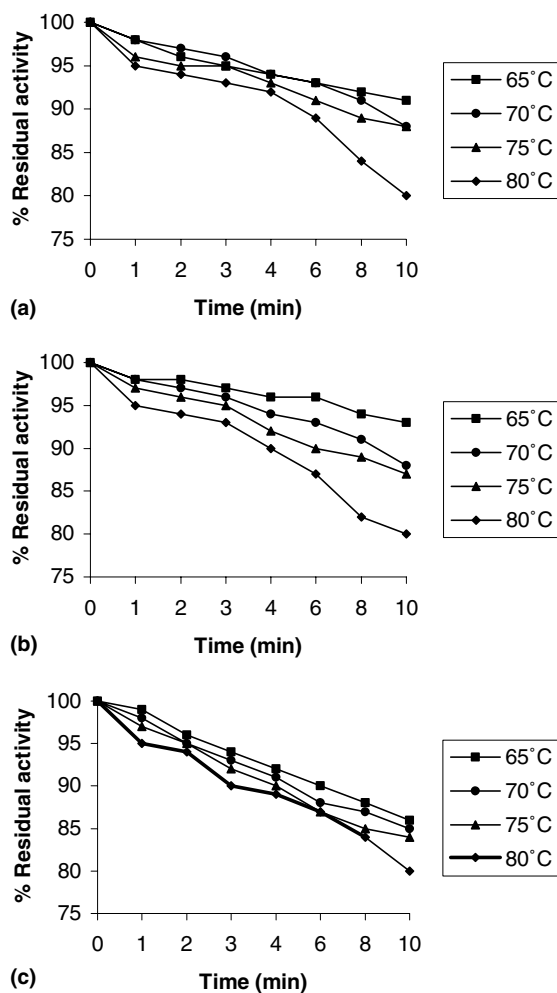 100
95
90
85
80
75
% Residual activity
0 1 2 3 4 6 8 10
Time (min)
65˚C
70˚C
75˚C
80˚C
(a)
100
95
90
85
80
75
% Residual activity
0 1 2 3 4 6 8 10
Time (min)
65˚C
70˚C
75˚C
80˚C
(b)
100
95
90
85
80
75
% Residual activity
0 1 2 3 4 6 8 10
Time (min)
65˚C
70˚C
75˚C
80˚C
(c)